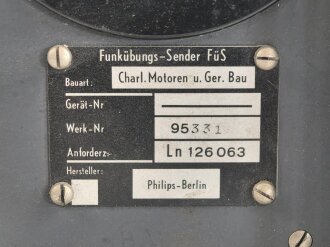 Funkübungs-Sender FüS
Bauart: Charl. Motoren u. Ger. Bau
Gerät-Nr
Werk-Nr 95331
Anforderz: Ln 126063
Hersteller:
Philips-Berlin